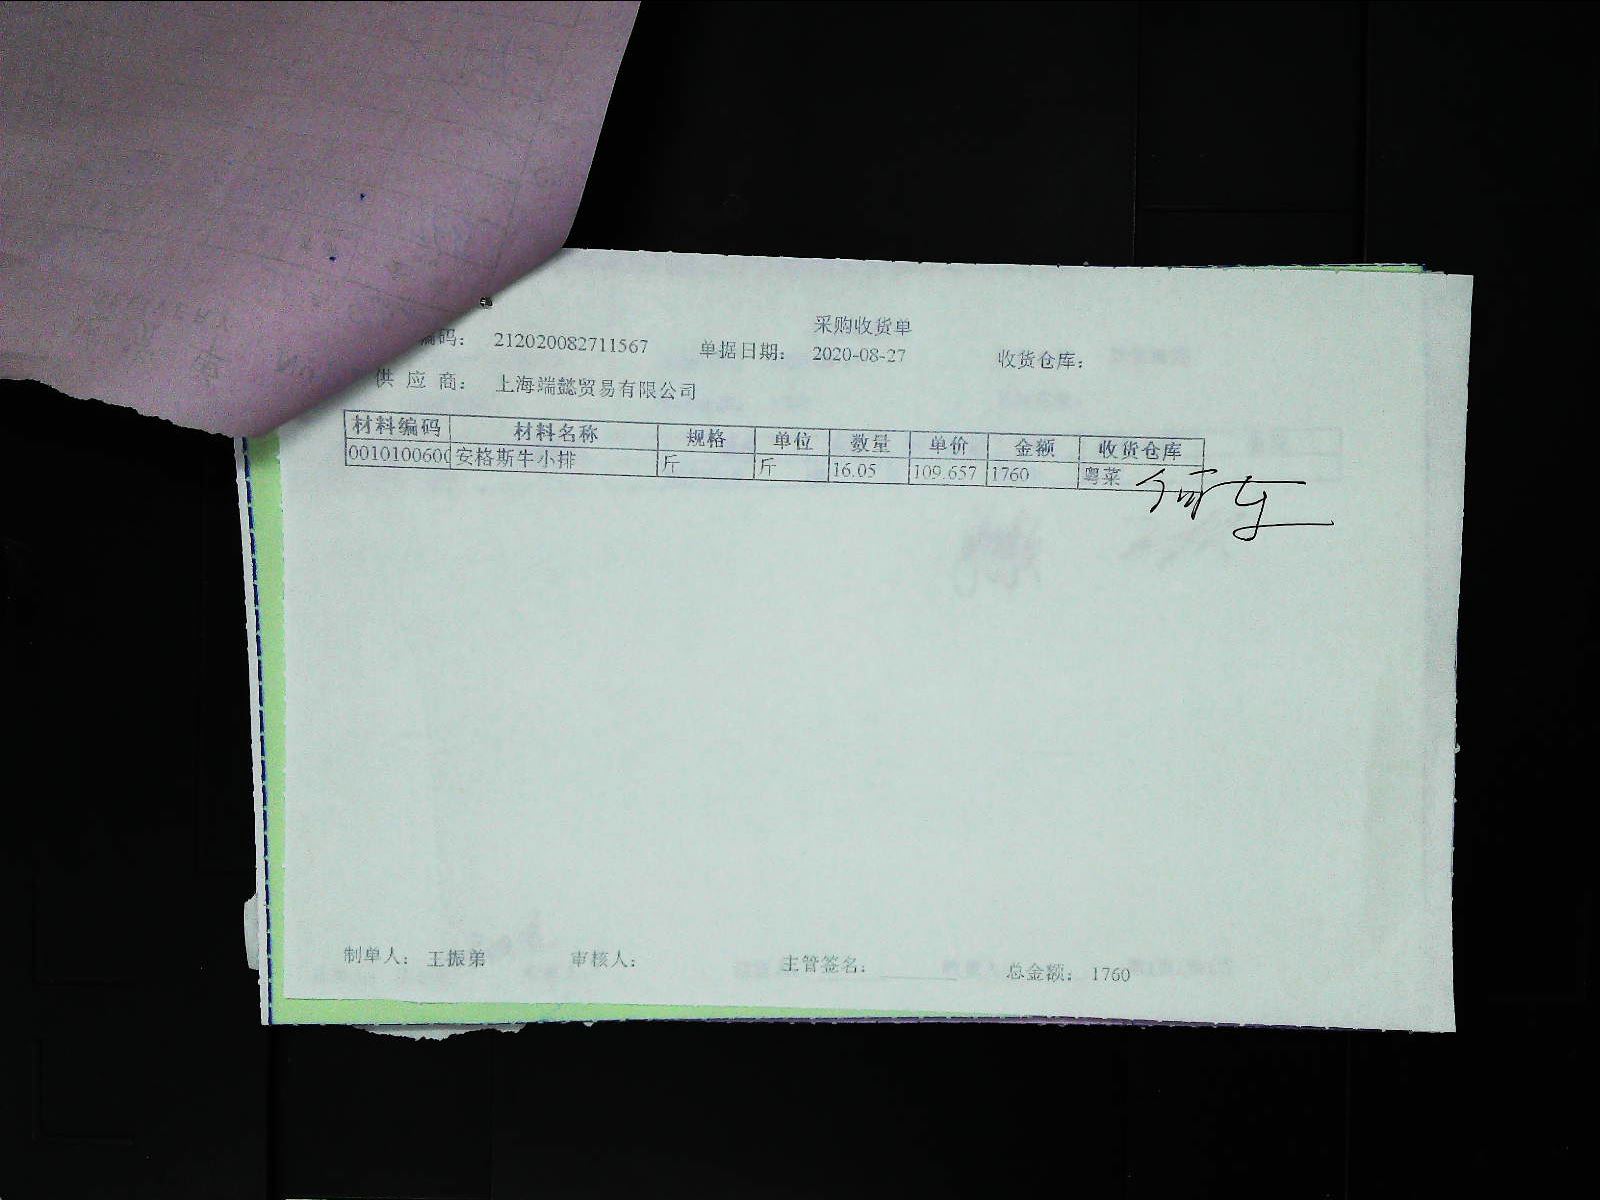 采购收货单
编码： 212020082711567 单据日期： 2020-08-27 收货仓库：
供 应 商： 上海端懿贸易有限公司
材料编码 材料名称 规格 单位 数量 单价 金额 收货仓库
001010060 安格斯牛小排 斤 斤 16.05 109.657 1760 粤菜
制单人： 王振弟 审核人： 主管签名： 总金额： 1760